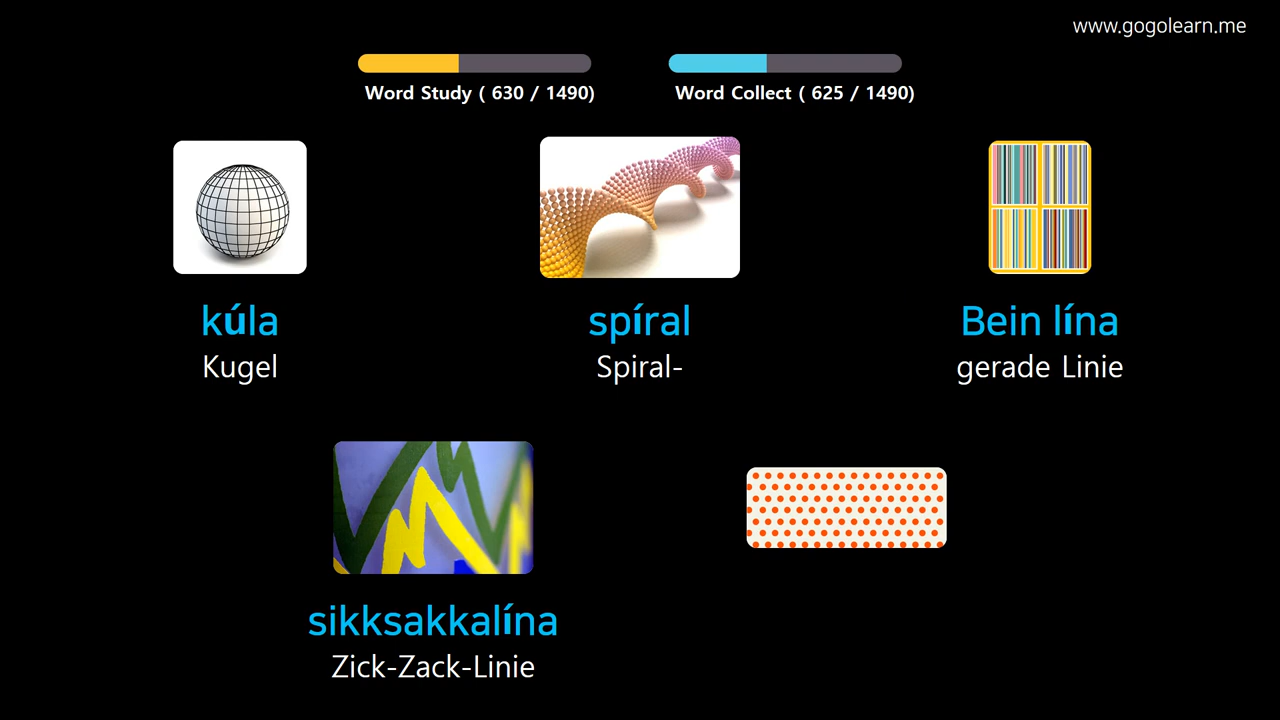 www.gogolearn.me
Word Study ( 630 / 1490)
Word Collect ( 625 / 1490)
kúla
Kugel
spíral
Spiral-
Bein lína
gerade Linie
sikksakkalína
Zick-Zack-Linie